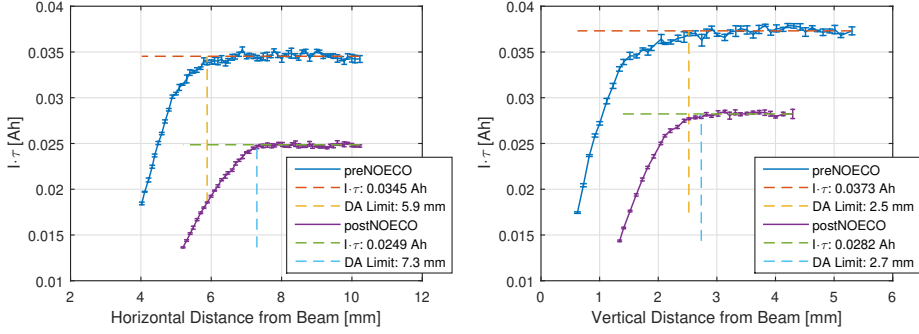 0.04
0.035
0.03
0.025
0.02
0.015
0.01
I·τ [Ah]
preNOECO
I·τ: 0.0345 Ah
DA Limit: 5.9 mm
postNOECO
I·τ: 0.0249 Ah
DA Limit: 7.3 mm
2 4 6 8 10 12
Horizontal Distance from Beam [mm]
0.04
0.035
0.03
0.025
0.02
0.015
0.01
I·τ [Ah]
preNOECO
I·τ: 0.0373 Ah
DA Limit: 2.5 mm
postNOECO
I·τ: 0.0282 Ah
DA Limit: 2.7 mm
0 1 2 3 4 5 6
Vertical Distance from Beam [mm]